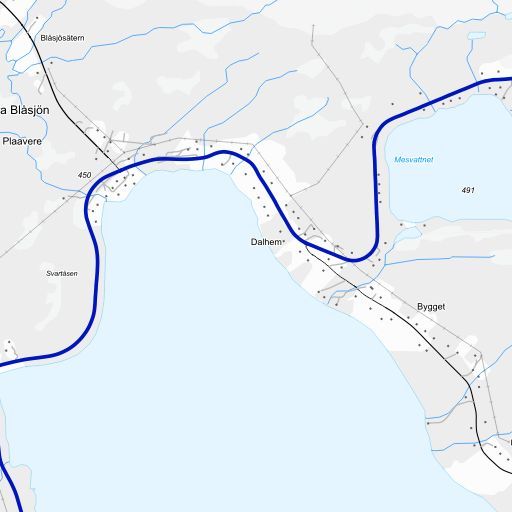 Blåsjösätern
a Blåsjön
Plaavere
450
Mesvattnet
491
Dalhem
Svartåsen
Bygget